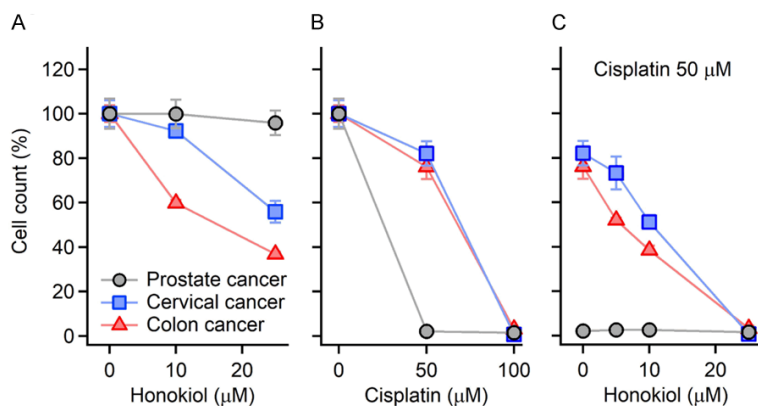 A
B
C
Cell count (%)
120
100
80
60
40
20
0
Prostate cancer
Cervical cancer
Colon cancer
0 10 20
Honokiol (μM)
0 50 100
Cisplatin (μM)
Cisplatin 50 μM
0 10 20
Honokiol (μM)